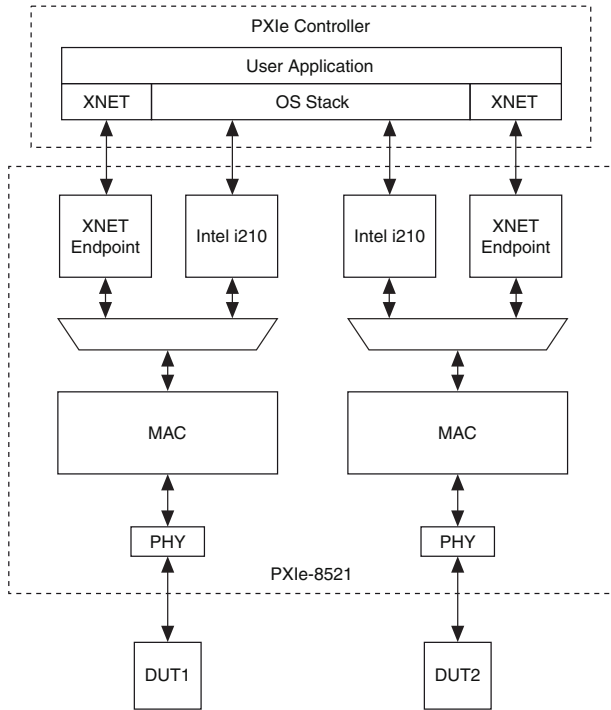 PXIe Controller
User Application
XNET
OS Stack
XNET
XNET
Endpoint
Intel i210
Intel i210
XNET
Endpoint
MAC
MAC
PHY
PHY
PXIe-8521
DUT1
DUT2